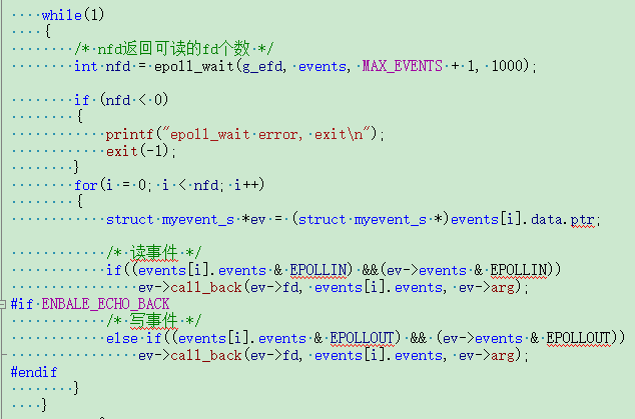 while(1)
{
/* nfd返回可读的fd个数 */
int nfd = epoll_wait(g_efd, events, MAX_EVENTS + 1, 1000);
if (nfd < 0)
{
printf("epoll_wait error, exit\n");
exit(-1);
}
for(i = 0; i < nfd; i++)
{
struct myevent_s *ev = (struct myevent_s *)events[i].data.ptr;
/* 读事件 */
if((events[i].events & EPOLLIN) &&(ev->events & EPOLLIN))
ev->call_back(ev->fd, events[i].events, ev->arg);
#if ENBALE_ECHO_BACK
/* 写事件 */
else if((events[i].events & EPOLLOUT) && (ev->events & EPOLLOUT))
ev->call_back(ev->fd, events[i].events, ev->arg);
#endif
}
}